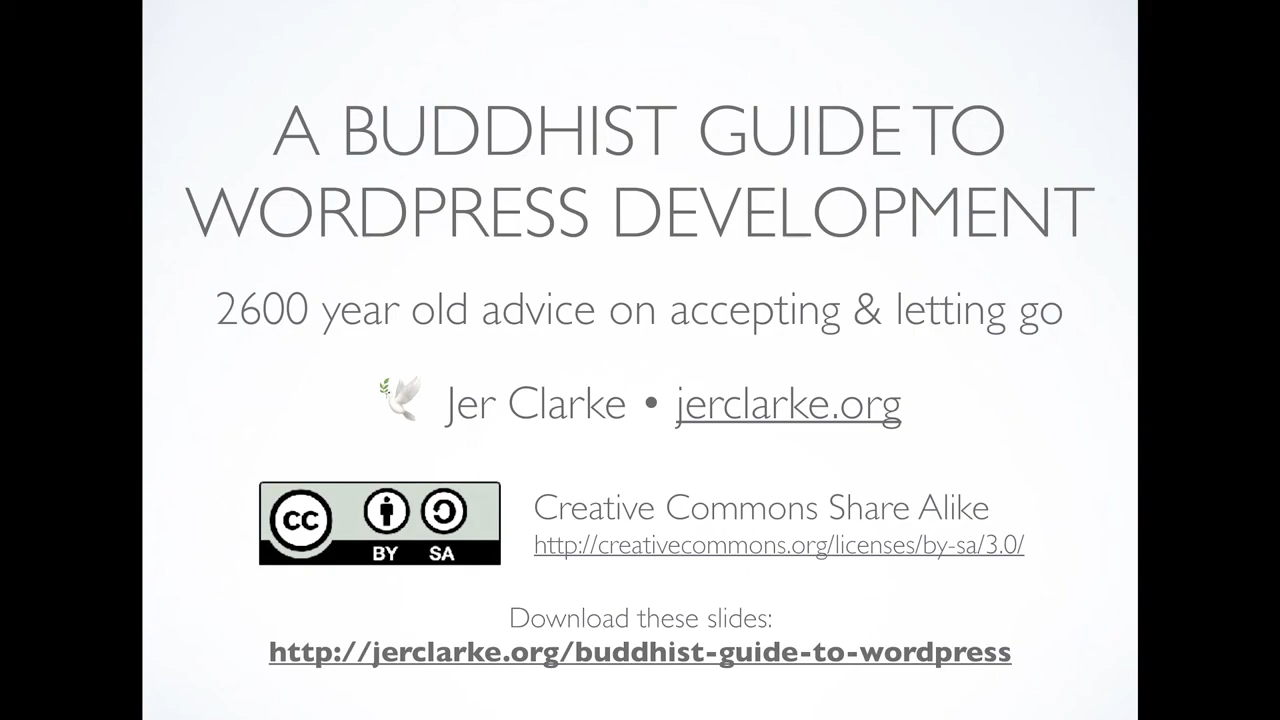 A BUDDHIST GUIDE TO
WORDPRESS DEVELOPMENT
2600 year old advice on accepting & letting go
Jer Clarke • jerclarke.org
cc
BY SA
Creative Commons Share Alike
http://creativecommons.org/licenses/by-sa/3.0/
Download these slides:
http://jerclarke.org/buddhist-guide-to-wordpress